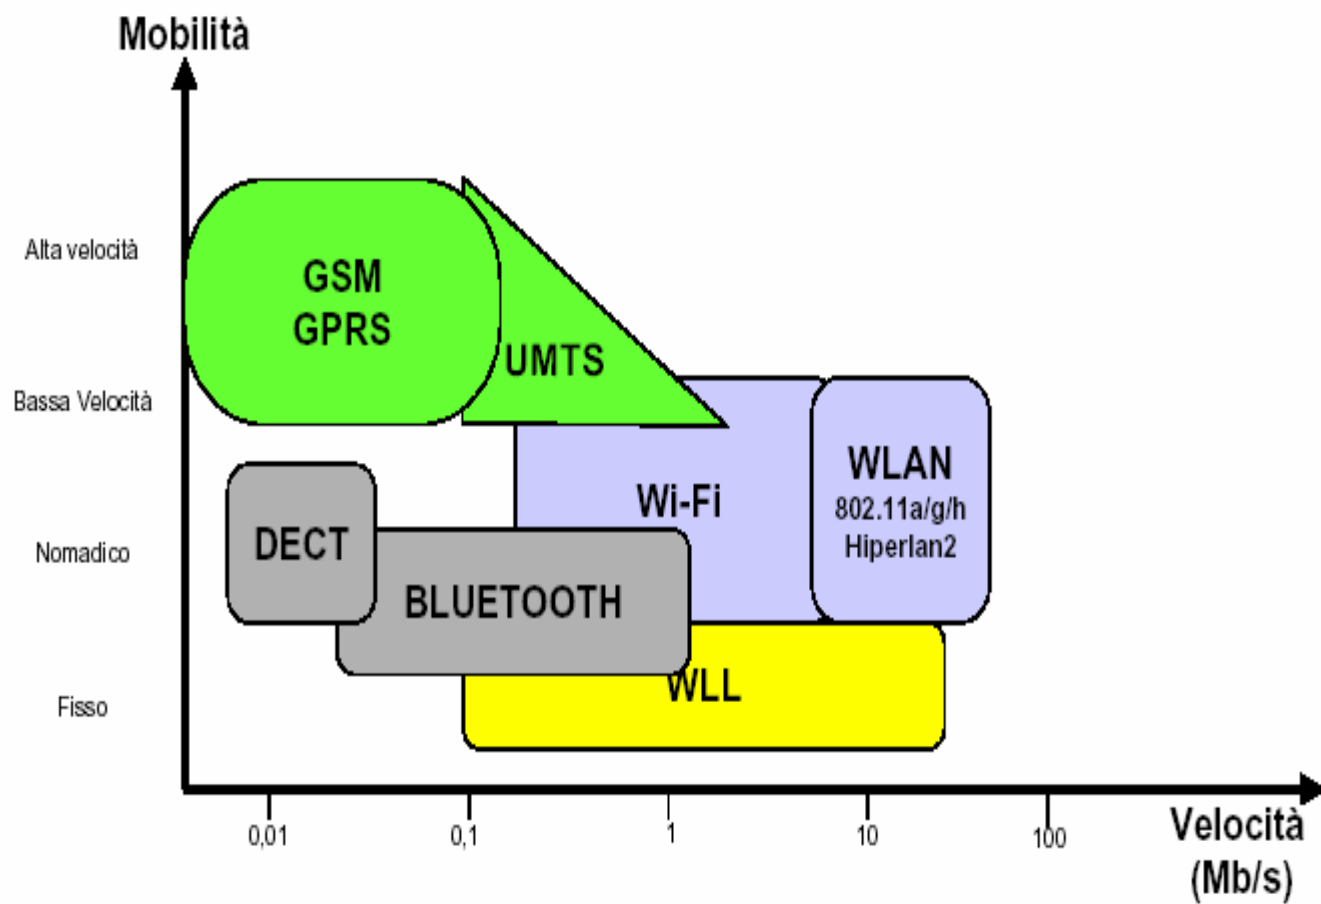 Mobilità
Alta velocità
GSM
GPRS
UMTS
Bassa Velocità
WLAN
802.11a/g/h
Hiperlan2
Wi-Fi
DECT
Nomadico
BLUETOOTH
WLL
Fisso
0,01
0,1
1
10
100
Velocità
(Mb/s)